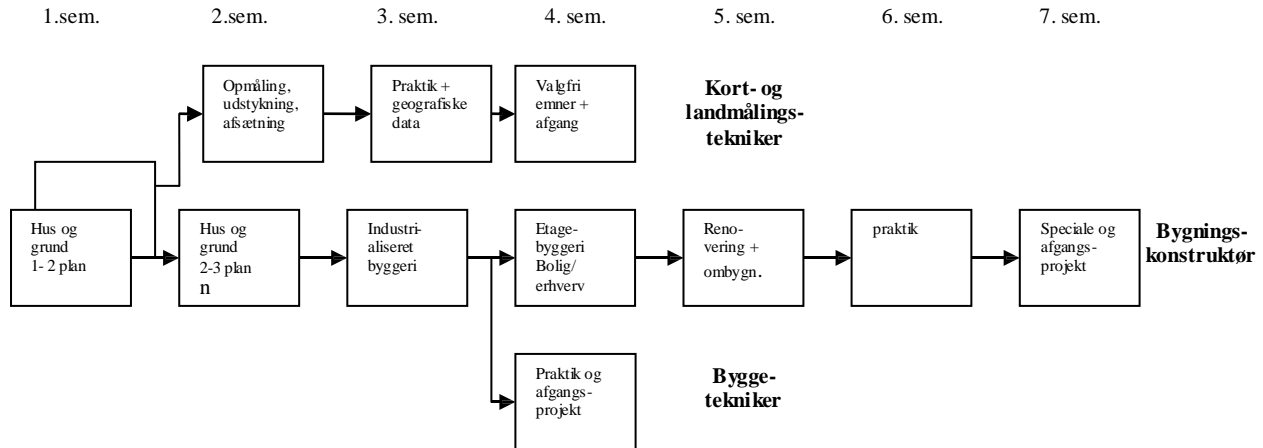 1.sem. 2.sem. 3. sem. 4. sem. 5. sem. 6. sem. 7. sem.
Opmåling,
udstykning,
afsætning
Praktik +
geografiske
data
Valgfri
emner +
afgang
Kort- og
landmålings-
tekniker
Hus og
grund
1- 2 plan
Hus og
grund
2-3 plan
n
Industri-
aliseret
byggeri
Etage-
byggeri
Bolig/
erhverv
Reno-
vering +
ombygn.
praktik
Speciale og
afgangs-
projekt
Bygnings-
konstruktør
Praktik og
afgangs-
projekt
Bygge-
tekniker